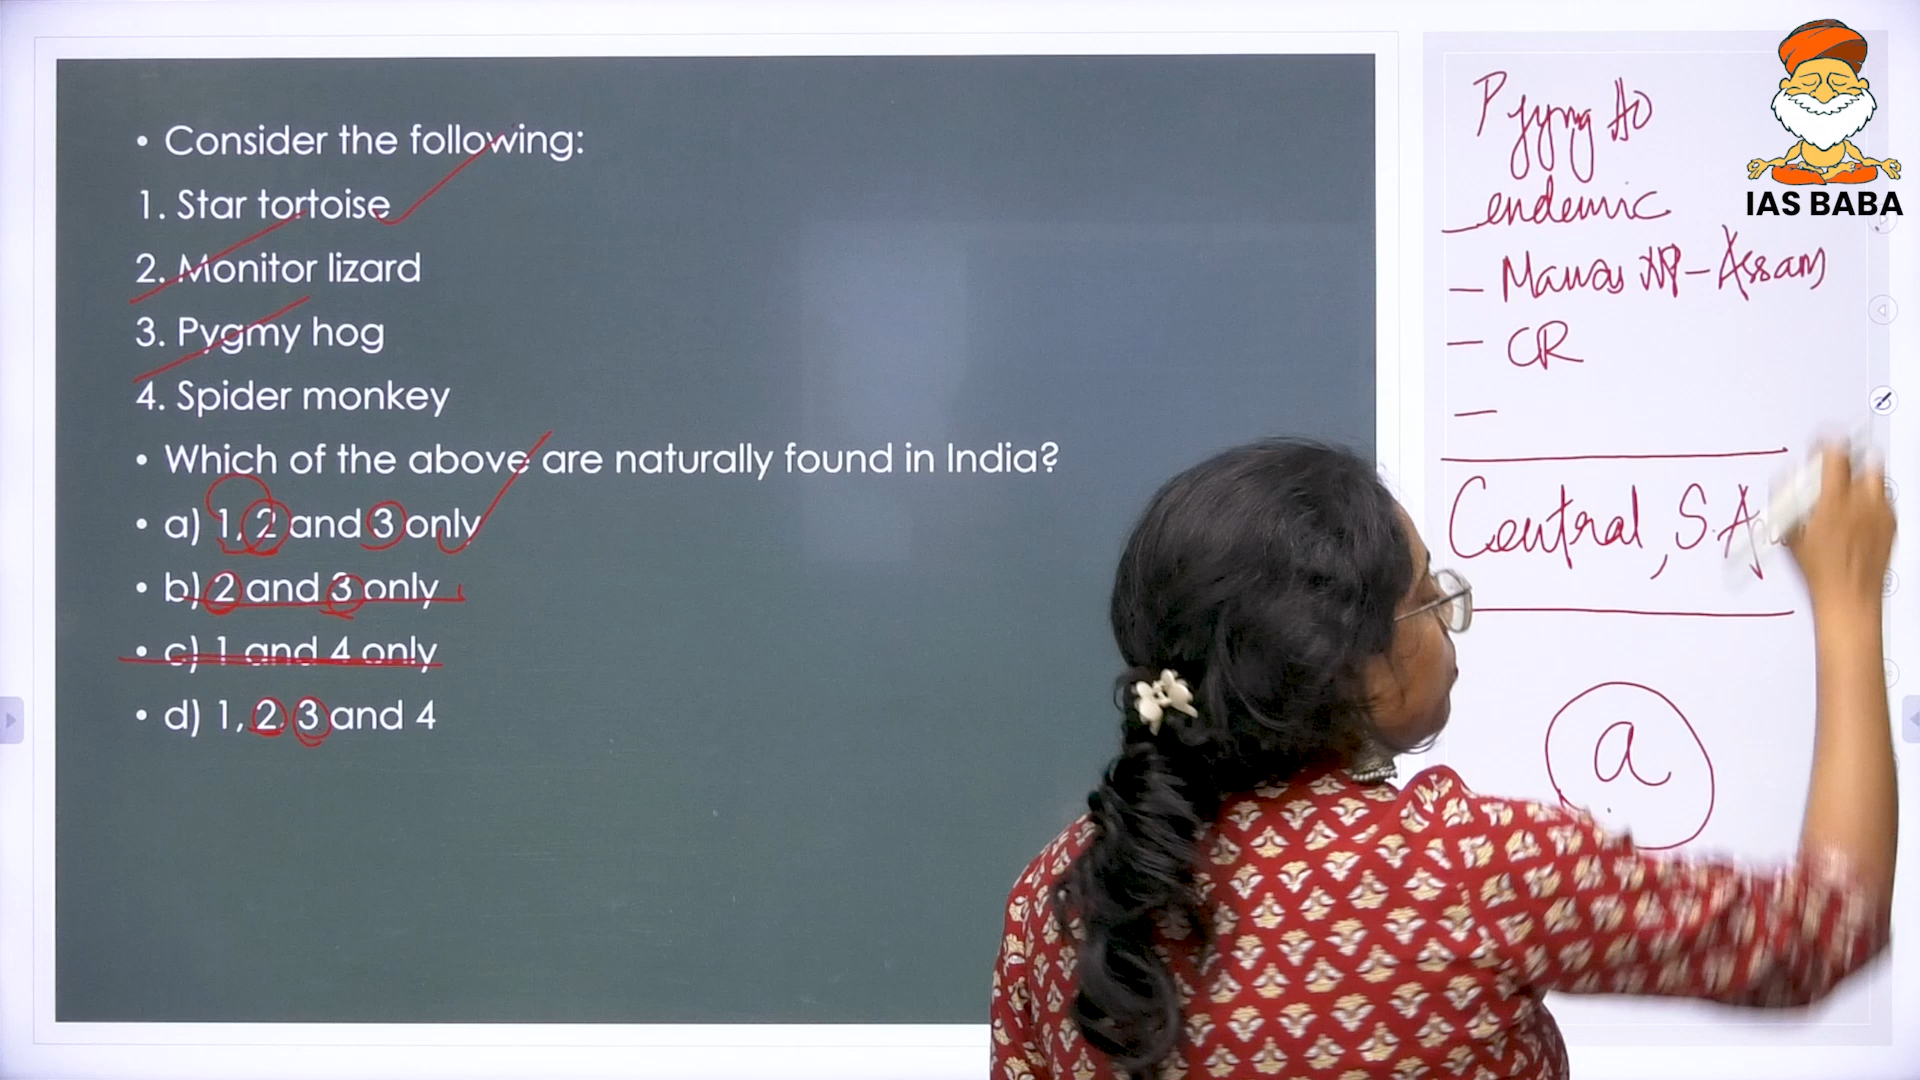 • Consider the following:
1. Star tortoise
2. Monitor lizard
3. Pygmy hog
4. Spider monkey
• Which of the above are naturally found in India?
• a) 1, 2 and 3 only
• b) 2 and 3 only
• c) 1 and 4 only
• d) 1, 2, 3 and 4
endemic
– Manas NP – Assam
– CR
–
Central, S.
a
IAS BABA